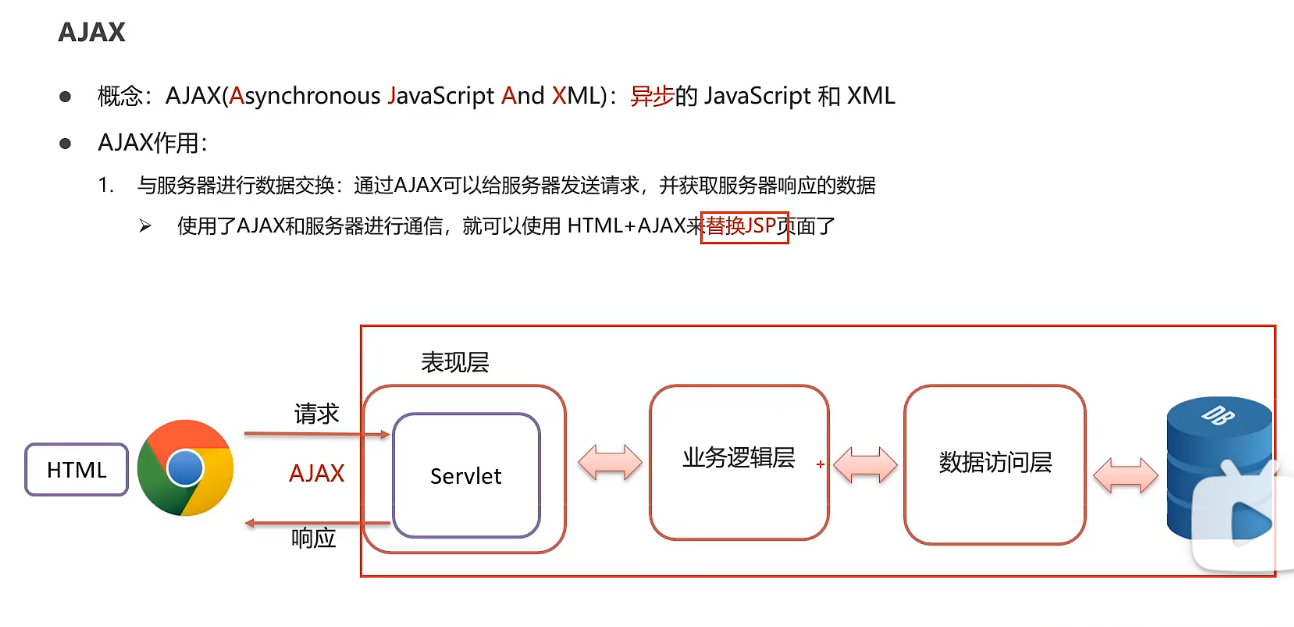 AJAX
● 概念：AJAX(Asynchronous JavaScript And XML)：异步的 JavaScript 和 XML
● AJAX作用：
1. 与服务器进行数据交换：通过AJAX可以给服务器发送请求，并获取服务器响应的数据
➢ 使用了AJAX和服务器进行通信，就可以使用 HTML+AJAX来替换JSP页面了
表现层
请求
HTML
AJAX
Servlet
业务逻辑层
数据访问层
DB
响应